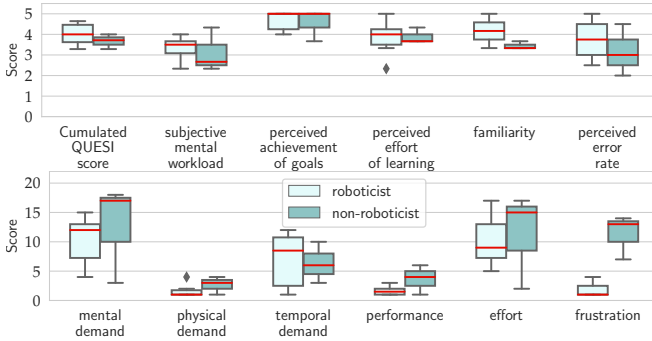 5
4
3
2
1
0
Score
Cumulated QUESI score
subjective mental workload
perceived achievement of goals
perceived effort of learning
familiarity
perceived error rate
20
15
10
5
0
Score
roboticist
non-roboticist
mental demand
physical demand
temporal demand
performance
effort
frustration